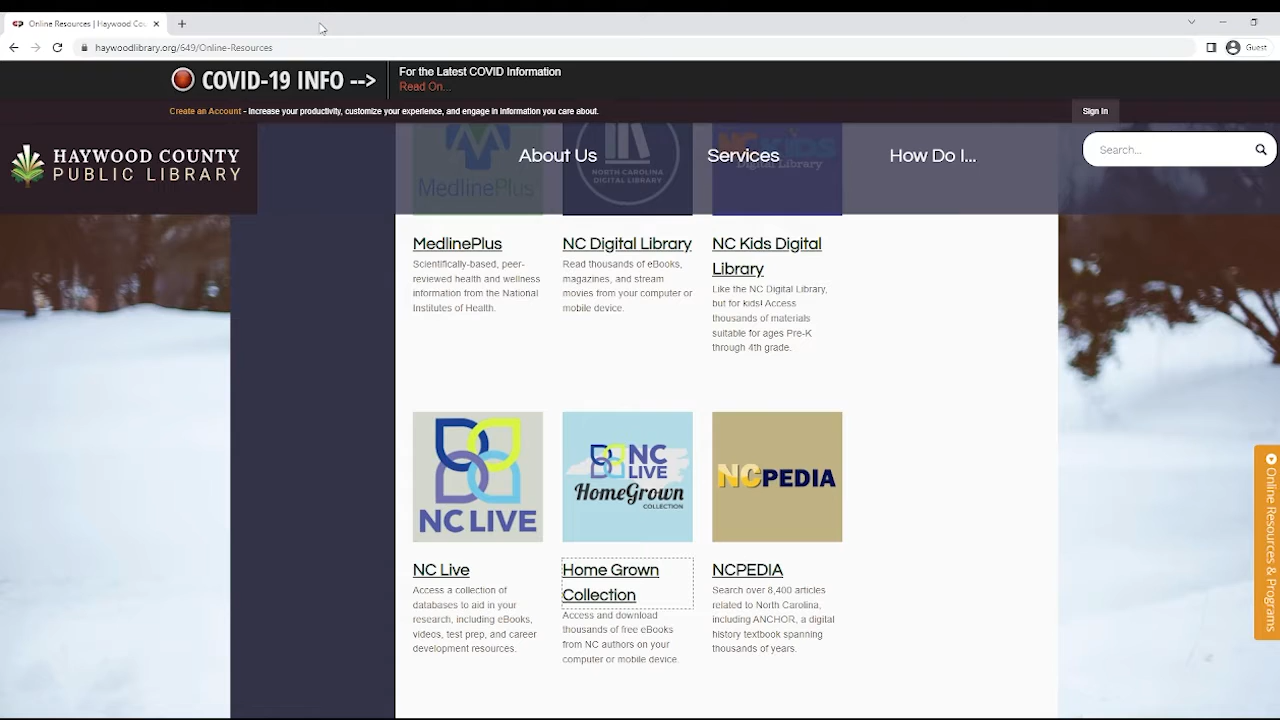 Online Resources | Haywood Cou
haywoodlibrary.org/649/Online-Resources
Guest
COVID-19 INFO -->
For the Latest COVID Information
Read On...
Create an Account - Increase your productivity, customize your experience, and engage in information you care about.
Sign In
HAYWOOD COUNTY
PUBLIC LIBRARY
About Us
Services
How Do I...
Search...
MedlinePlus
NORTH CAROLINA
DIGITAL LIBRARY
NC KIDS
Digital Library
MedlinePlus
Scientifically-based, peer-
reviewed health and wellness
information from the National
Institutes of Health.
NC Digital Library
Read thousands of eBooks,
magazines, and stream
movies from your computer or
mobile device.
NC Kids Digital
Library
Like the NC Digital Library,
but for kids! Access
thousands of materials
suitable for ages Pre-K
through 4th grade.
NC LIVE
NC
LIVE
HomeGrown
COLLECTION
NCPEDIA
NC Live
Access a collection of
databases to aid in your
research, including eBooks,
videos, test prep, and career
development resources.
Home Grown
Collection
Access and download
thousands of free eBooks
from NC authors on your
computer or mobile device.
NCPEDIA
Search over 8,400 articles
related to North Carolina,
including ANCHOR, a digital
history textbook spanning
thousands of years.
Online Resources & Programs